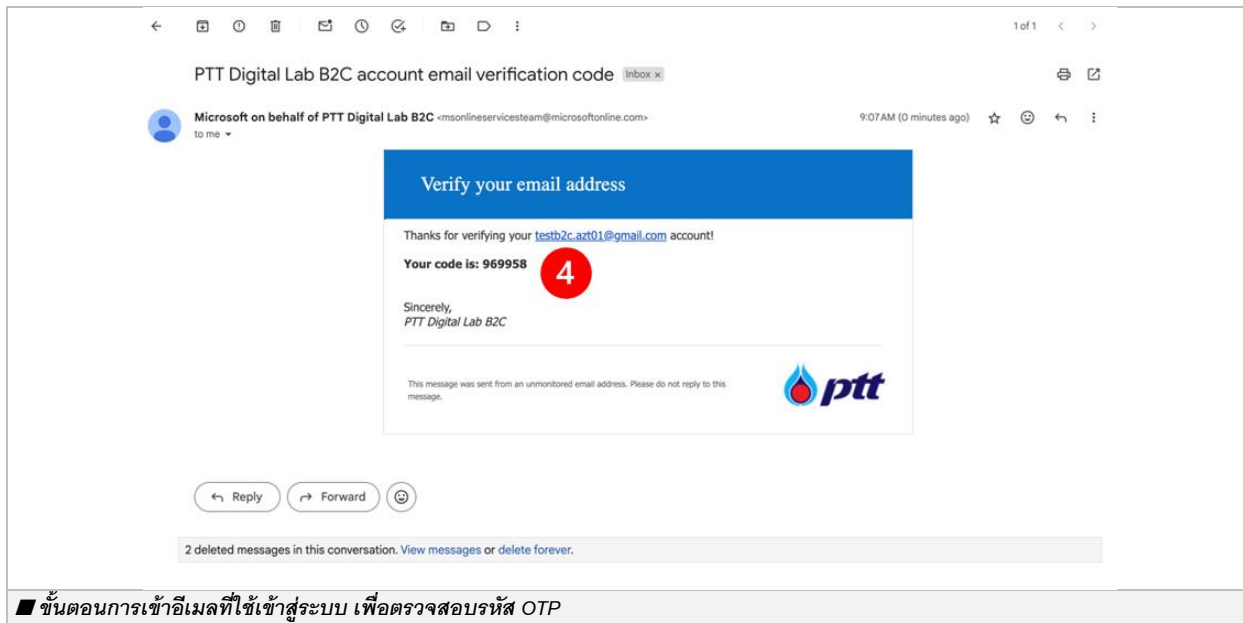 1 of 1
PTT Digital Lab B2C account email verification code Inbox ×
Microsoft on behalf of PTT Digital Lab B2C <msonlineservicesteam@microsoftonline.com> 9:07 AM (0 minutes ago)
to me
Verify your email address
Thanks for verifying your testb2c.azt01@gmail.com account!
Your code is: 969958
4
Sincerely,
PTT Digital Lab B2C
This message was sent from an unmonitored email address. Please do not reply to this
message.
ptt
Reply Forward
2 deleted messages in this conversation. View messages or delete forever.
ขั้นตอนการเข้าอีเมลที่ใช้เข้าสู่ระบบ เพื่อตรวจสอบรหัส OTP